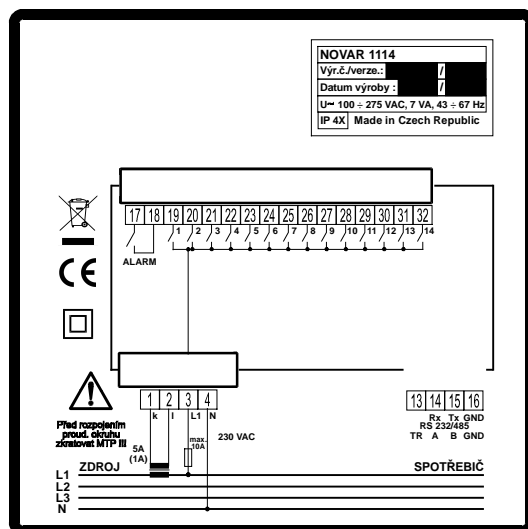 NOVAR 1114
Výr.č./verze.: /
Datum výroby : /
U~ 100 ÷ 275 VAC, 7 VA, 43 ÷ 67 Hz
IP 4X Made in Czech Republic
17 18 19 20 21 22 23 24 25 26 27 28 29 30 31 32
1 2 3 4 5 6 7 8 9 10 11 12 13 14
ALARM
CE
1 2 3 4
k l L1 N
13 14 15 16
Rx Tx GND
RS 232/485
TR A B GND
Před rozpojením
proud. okruhu
zkratovat MTP !!!
5A
(1A)
max.
10A
230 VAC
ZDROJ SPOTŘEBIČ
L1
L2
L3
N